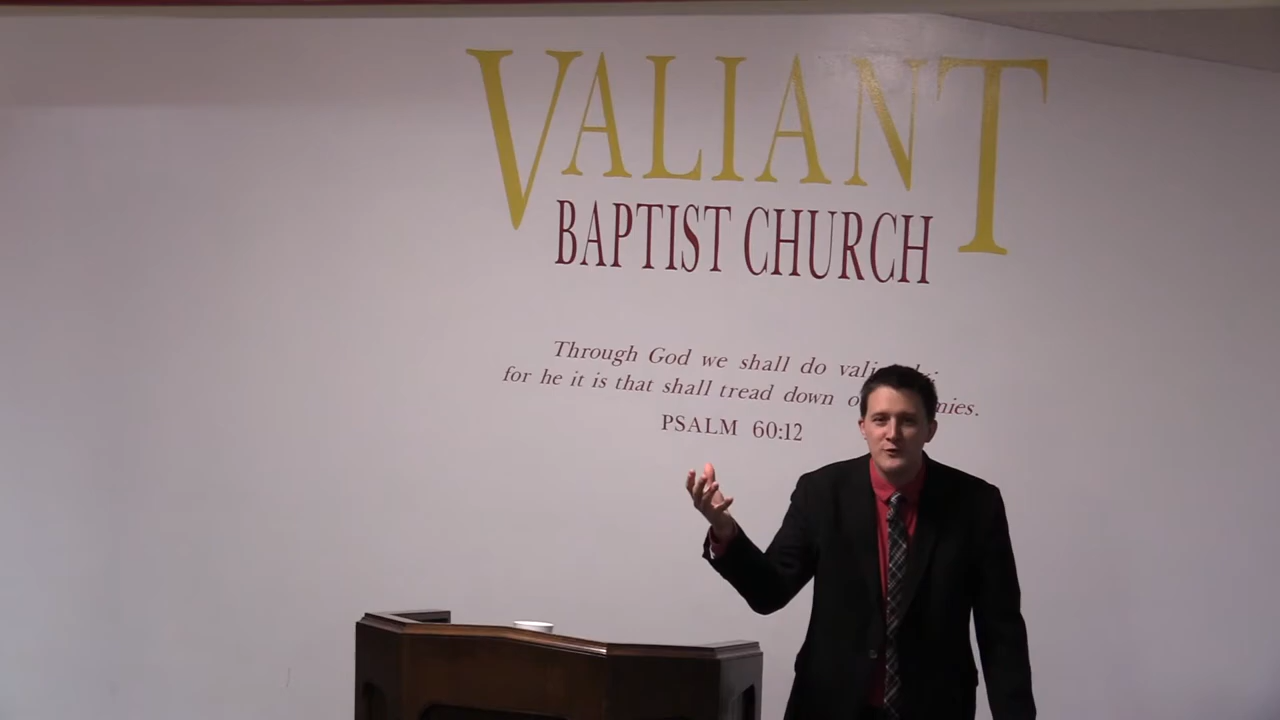 VALIANT
BAPTIST CHURCH
Through God we shall do
for he it is that shall tread down
PSALM 60:12